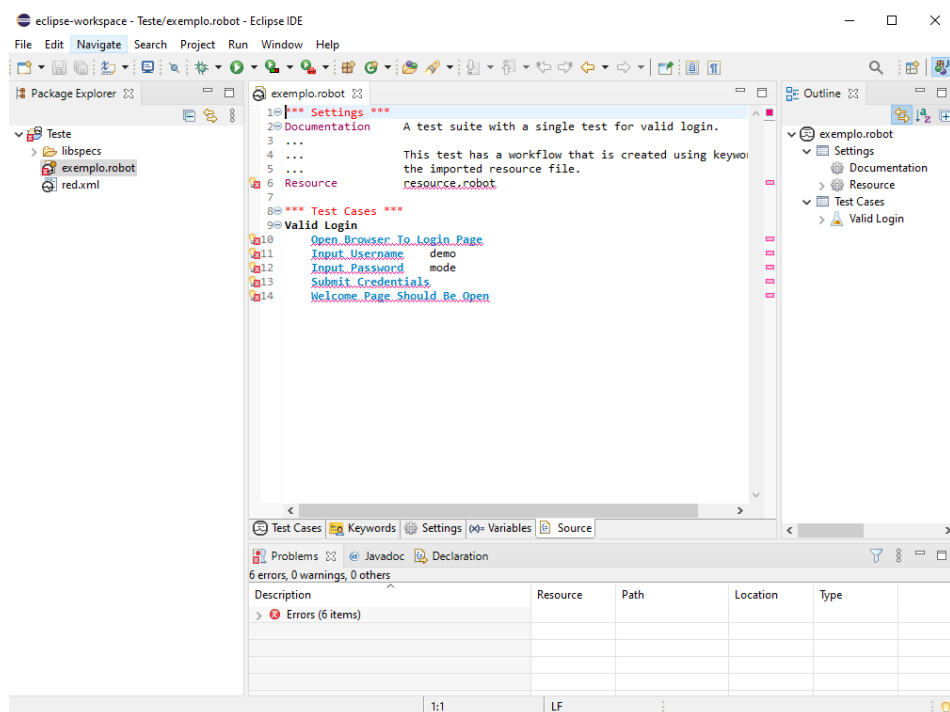 eclipse-workspace - Teste/exemplo.robot - Eclipse IDE
File Edit Navigate Search Project Run Window Help
Package Explorer
Teste
libspecs
exemplo.robot
red.xml
exemplo.robot
1 *** Settings ***
2 Documentation A test suite with a single test for valid login.
3 ...
4 ... This test has a workflow that is created using keywor
5 ... the imported resource file.
6 Resource resource.robot
7
8 *** Test Cases ***
9 Valid Login
10 Open Browser To Login Page
11 Input Username demo
12 Input Password mode
13 Submit Credentials
14 Welcome Page Should Be Open
Test Cases Keywords Settings (x)= Variables Source
Outline
exemplo.robot
Settings
Documentation
Resource
Test Cases
Valid Login
Problems @ Javadoc Declaration
6 errors, 0 warnings, 0 others
Description Resource Path Location Type
Errors (6 items)
1:1 LF